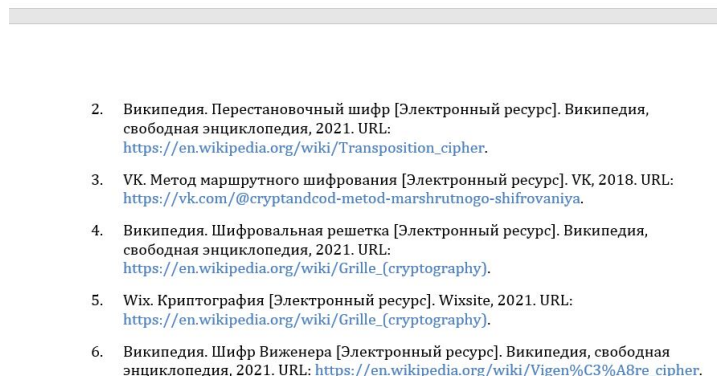 2. Википедия. Перестановочный шифр [Электронный ресурс]. Википедия,
свободная энциклопедия, 2021. URL:
https://en.wikipedia.org/wiki/Transposition_cipher.
3. VK. Метод маршрутного шифрования [Электронный ресурс]. VK, 2018. URL:
https://vk.com/@cryptandcod-metod-marshrutnogo-shifrovaniya.
4. Википедия. Шифровальная решетка [Электронный ресурс]. Википедия,
свободная энциклопедия, 2021. URL:
https://en.wikipedia.org/wiki/Grille_(cryptography).
5. Wix. Криптография [Электронный ресурс]. Wixsite, 2021. URL:
https://en.wikipedia.org/wiki/Grille_(cryptography).
6. Википедия. Шифр Виженера [Электронный ресурс]. Википедия, свободная
энциклопедия, 2021. URL: https://en.wikipedia.org/wiki/Vigen%C3%A8re_cipher.